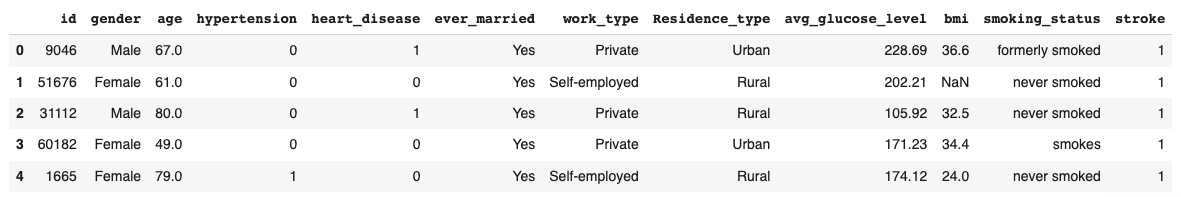 id gender age hypertension heart_disease ever_married work_type Residence_type avg_glucose_level bmi smoking_status stroke
0 9046 Male 67.0 0 1 Yes Private Urban 228.69 36.6 formerly smoked 1
1 51676 Female 61.0 0 0 Yes Self-employed Rural 202.21 NaN never smoked 1
2 31112 Male 80.0 0 1 Yes Private Rural 105.92 32.5 never smoked 1
3 60182 Female 49.0 0 0 Yes Private Urban 171.23 34.4 smokes 1
4 1665 Female 79.0 1 0 Yes Self-employed Rural 174.12 24.0 never smoked 1